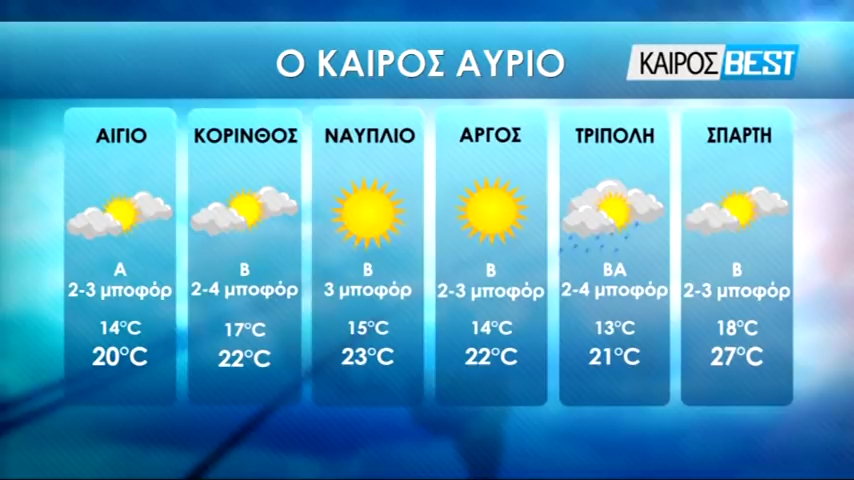 Ο ΚΑΙΡΟΣ ΑΥΡΙΟ
ΚΑΙΡΟΣ BEST
ΑΙΓΙΟ
Α
2-3 μποφόρ
14°C
20°C
ΚΟΡΙΝΘΟΣ
Β
2-4 μποφόρ
17°C
22°C
ΝΑΥΠΛΙΟ
Β
3 μποφόρ
15°C
23°C
ΑΡΓΟΣ
Β
2-3 μποφόρ
14°C
22°C
ΤΡΙΠΟΛΗ
ΒΑ
2-4 μποφόρ
13°C
21°C
ΣΠΑΡΤΗ
Β
2-3 μποφόρ
18°C
27°C